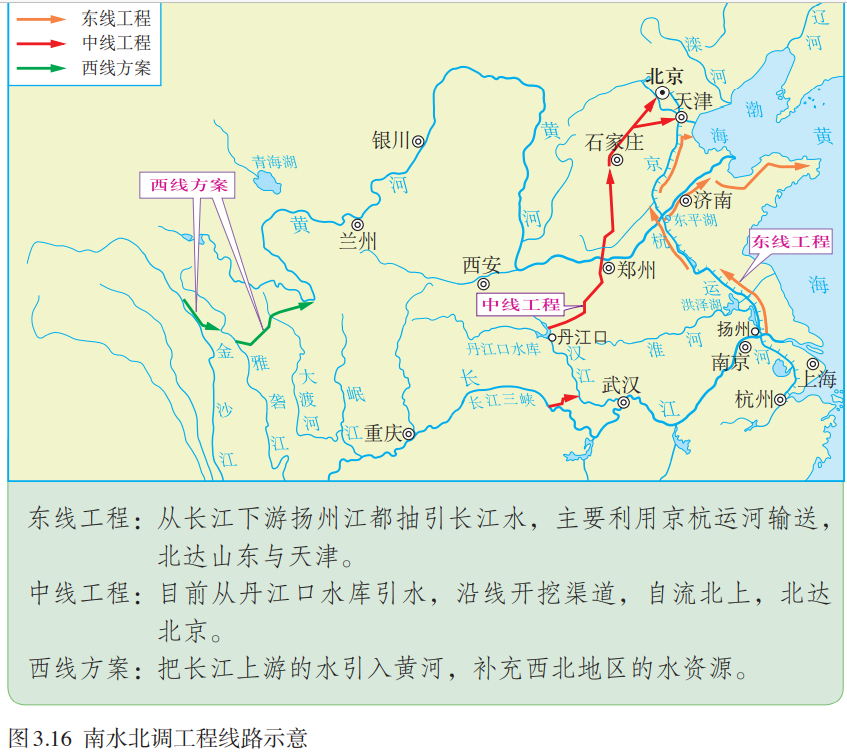 东线工程
中线工程
西线方案
辽河
滦河
北京
天津
渤海
黄海
银川
黄河
石家庄
京杭运河
青海湖
西线方案
济南
东平湖
黄河
兰州
东线工程
西安
郑州
中线工程
洪泽湖
扬州
丹江口
丹江口水库
汉江
淮河
南京
上海
金沙江
雅砻江
大渡河
岷江
长江
长江三峡
武汉
杭州
重庆
东线工程：从长江下游扬州江都抽引长江水，主要利用京杭运河输送，
北达山东与天津。
中线工程：目前从丹江口水库引水，沿线开挖渠道，自流北上，北达
北京。
西线方案：把长江上游的水引入黄河，补充西北地区的水资源。
图3.16 南水北调工程线路示意